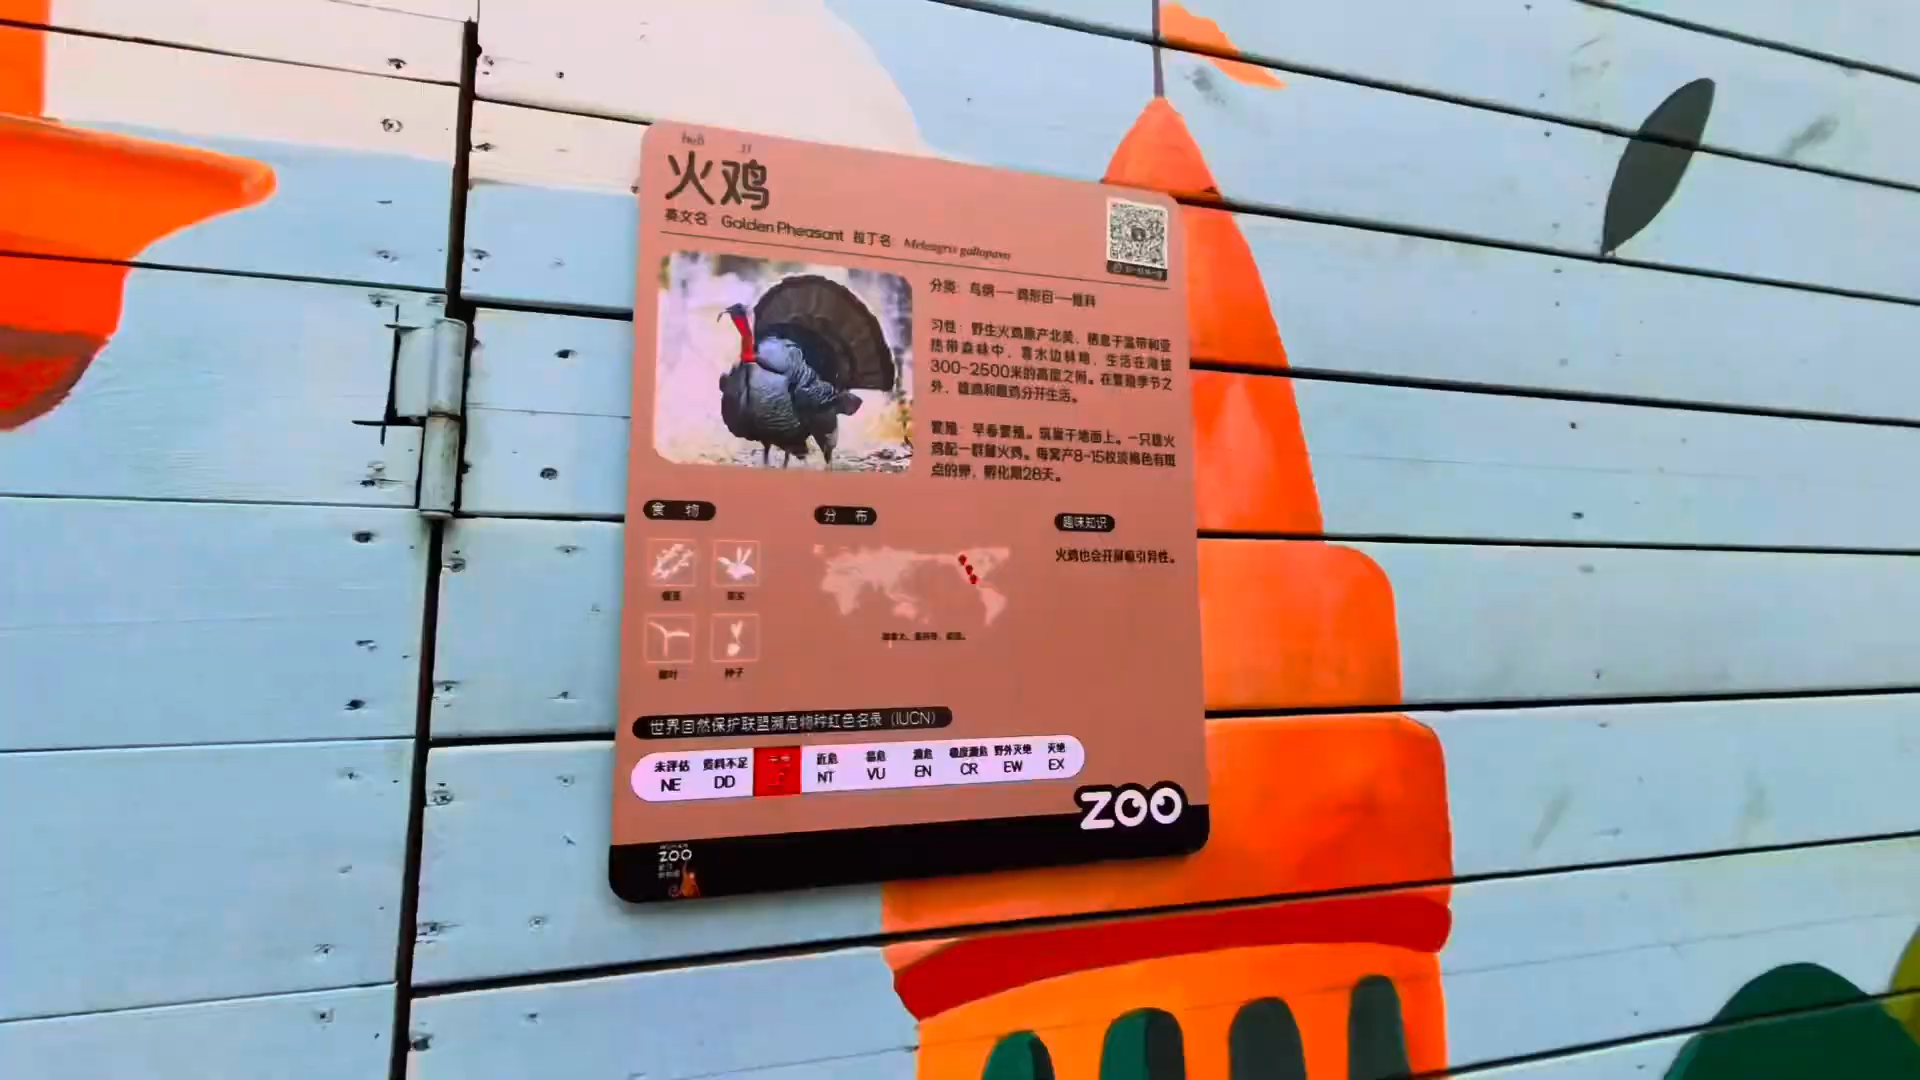 huǒ jī
火鸡
英文名 Golden Pheasant 拉丁名 Meleagris gallopavo
分类：鸟纲——鸡形目——雉科
习性：野生火鸡原产北美，栖息于温带和亚
热带森林中，喜水边林地，生活在海拔
300~2500米的高度之间。在繁殖季节之
外，雄鸡和雌鸡分开生活。
繁殖：早春繁殖。筑巢于地面上。一只雄火
鸡配一群雌火鸡。每窝产8-15枚淡褐色有斑
点的卵，孵化期28天。
食 物
分 布
趣味知识
火鸡也会开屏吸引异性。
种子
世界自然保护联盟濒危物种红色名录（IUCN）
未评估 数据不足 近危 易危 濒危 极度濒危 野外灭绝 灭绝
NE DD NT VU EN CR EW EX
ZOO
ZOO